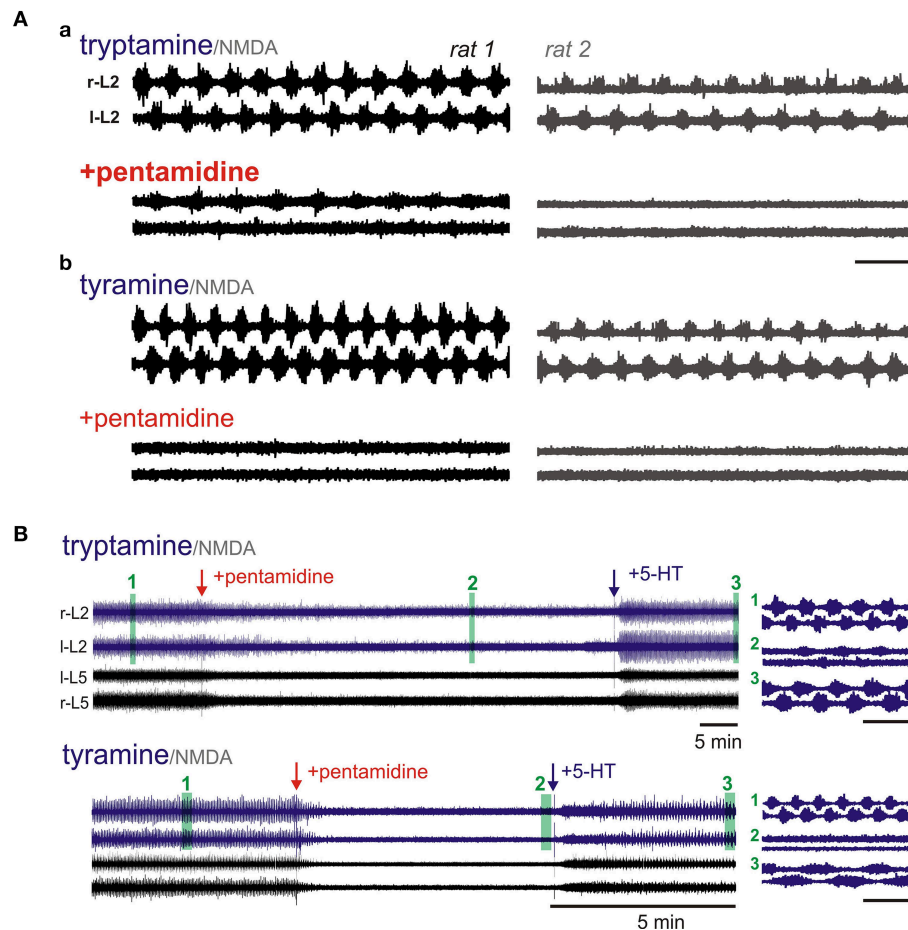 A
a
tryptamine/NMDA
rat 1
rat 2
r-L2
l-L2
+pentamidine
b
tyramine/NMDA
+pentamidine
B
tryptamine/NMDA
1
+pentamidine
2
+5-HT
3
r-L2
l-L2
l-L5
r-L5
1
2
3
5 min
tyramine/NMDA
1
+pentamidine
2
+5-HT
3
1
2
3
5 min